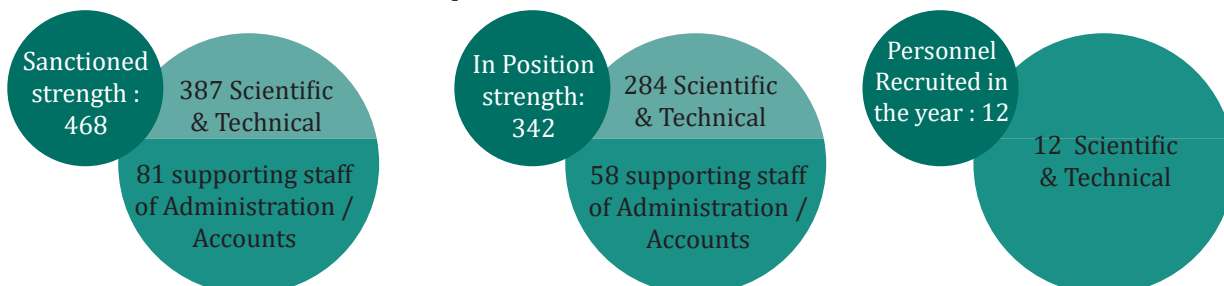 Sanctioned
strength :
468
387 Scientific
& Technical
81 supporting staff
of Administration /
Accounts
In Position
strength:
342
284 Scientific
& Technical
58 supporting staff
of Administration /
Accounts
Personnel
Recruited in
the year : 12
12 Scientific
& Technical